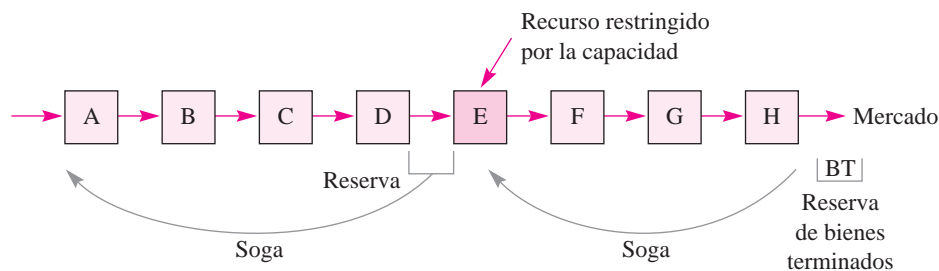 Recurso restringido
por la capacidad
A B C D E F G H Mercado
Reserva
BT
Reserva
de bienes
terminados
Soga
Soga